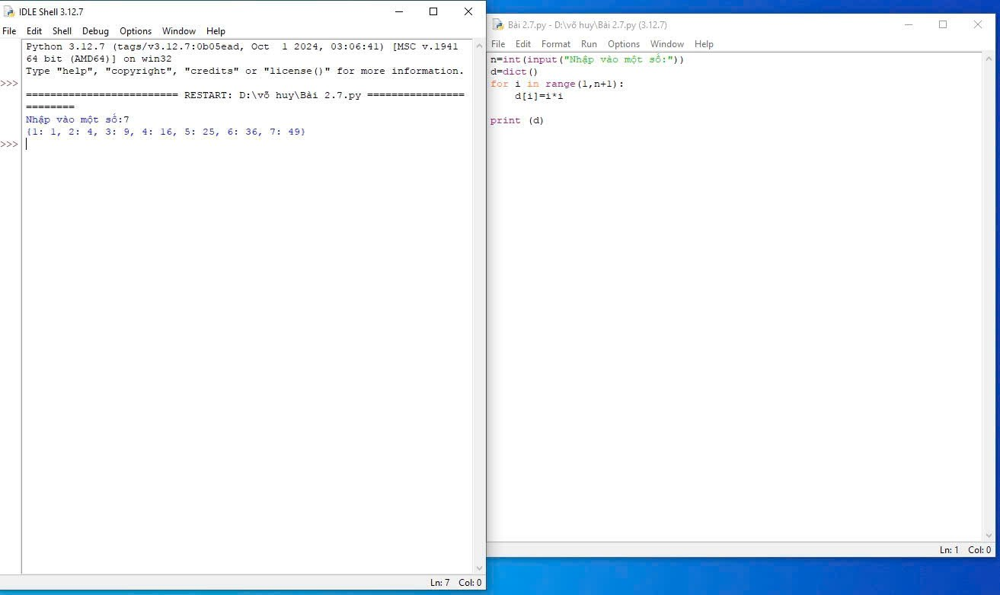 IDLE Shell 3.12.7
File Edit Shell Debug Options Window Help
Python 3.12.7 (tags/v3.12.7:0b05ead, Oct  1 2024, 03:06:41) [MSC v.1941
64 bit (AMD64)] on win32
Type "help", "copyright", "credits" or "license()" for more information.
>>>
========================= RESTART: D:\võ huy\Bài 2.7.py ================
========
Nhập vào một số:7
{1: 1, 2: 4, 3: 9, 4: 16, 5: 25, 6: 36, 7: 49}
>>>
Ln: 7 Col: 0
Bài 2.7.py - D:\võ huy\Bài 2.7.py (3.12.7)
File Edit Format Run Options Window Help
n=int(input("Nhập vào một số:"))
d=dict()
for i in range(1,n+1):
    d[i]=i*i
print (d)
Ln: 1 Col: 0